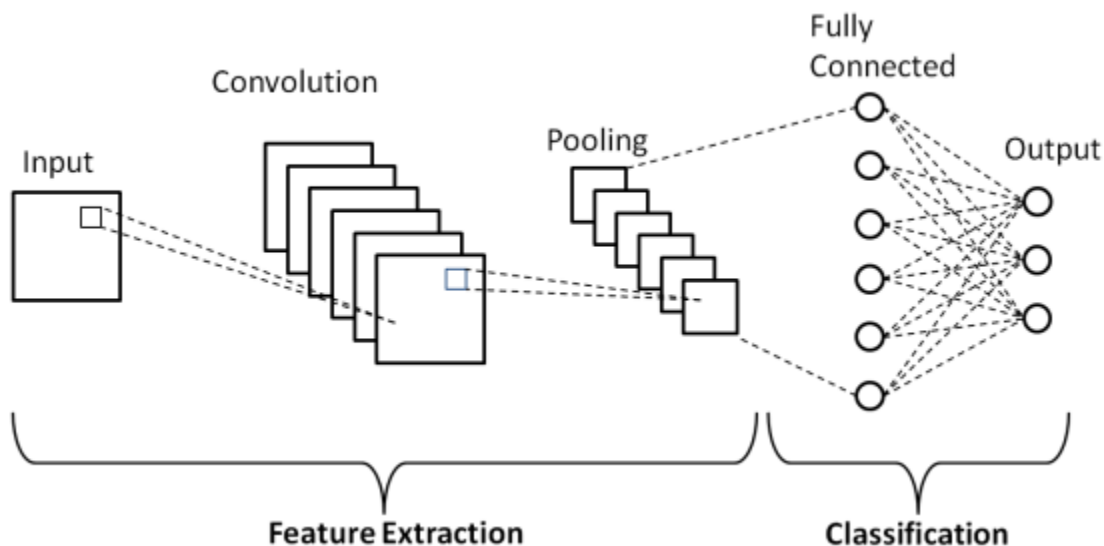 Input
Convolution
Pooling
Fully
Connected
Output
Feature Extraction
Classification